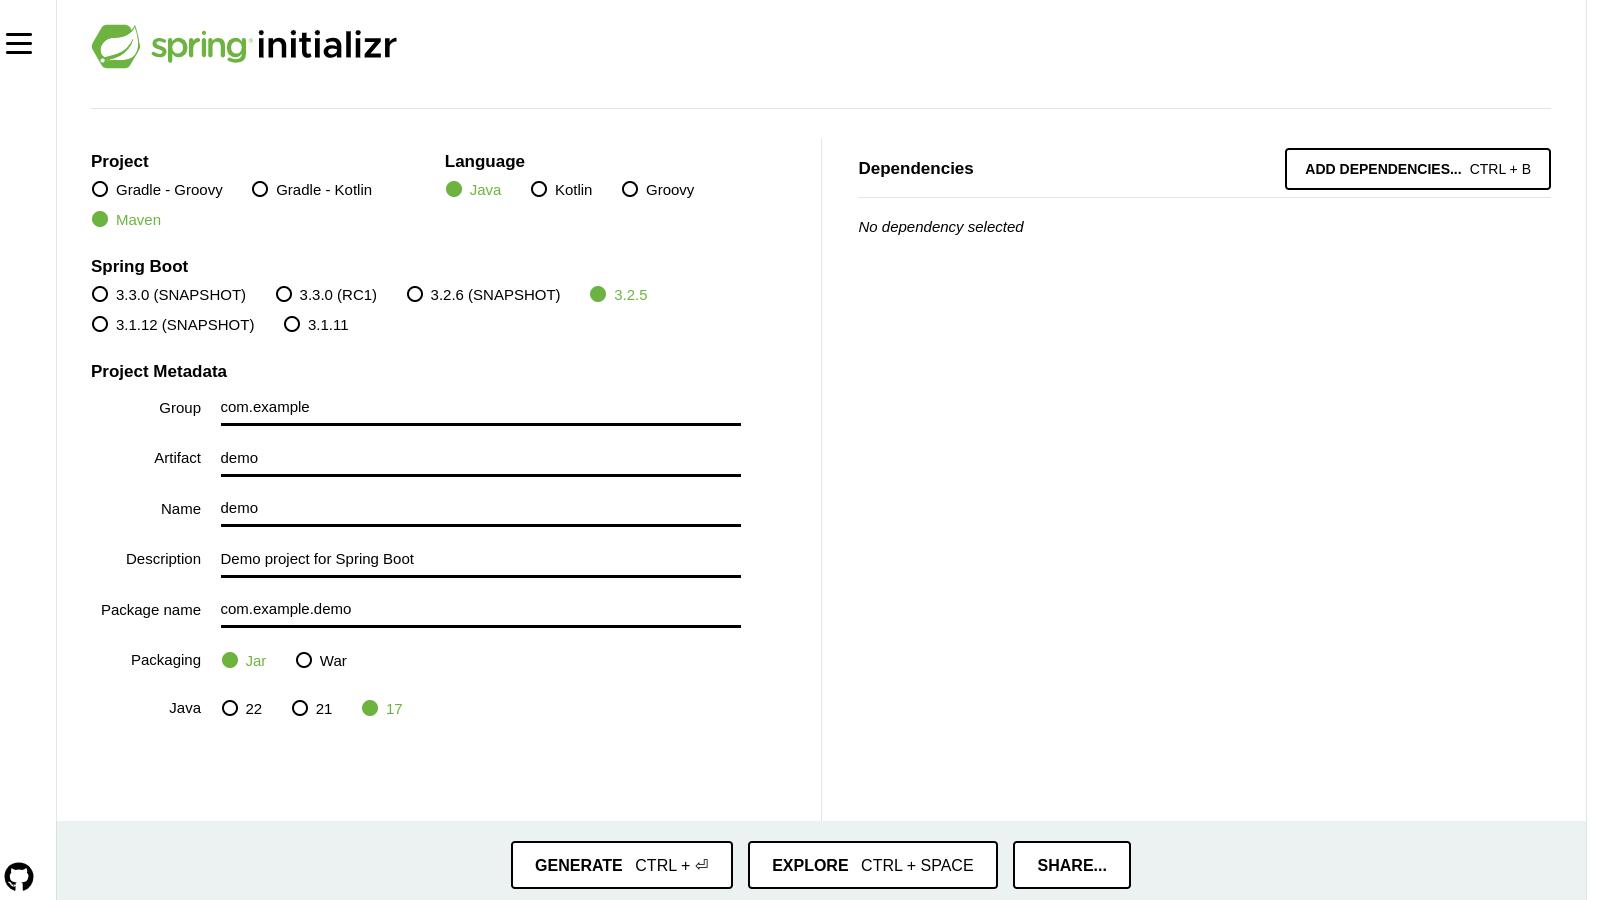 spring initializr
Project
Gradle - Groovy Gradle - Kotlin
Maven
Language
Java Kotlin Groovy
Spring Boot
3.3.0 (SNAPSHOT) 3.3.0 (RC1) 3.2.6 (SNAPSHOT) 3.2.5
3.1.12 (SNAPSHOT) 3.1.11
Project Metadata
Group com.example
Artifact demo
Name demo
Description Demo project for Spring Boot
Package name com.example.demo
Packaging Jar War
Java 22 21 17
Dependencies ADD DEPENDENCIES... CTRL + B
No dependency selected
GENERATE CTRL + ⏎ EXPLORE CTRL + SPACE SHARE...